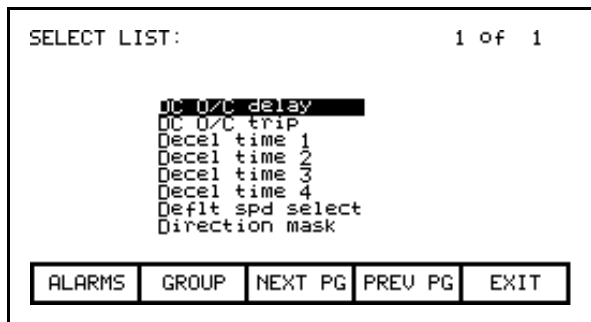 SELECT LIST: 1 of 1
DC O/C delay
DC O/C trip
Decel time 1
Decel time 2
Decel time 3
Decel time 4
Deflt spd select
Direction mask
ALARMS GROUP NEXT PG PREV PG EXIT